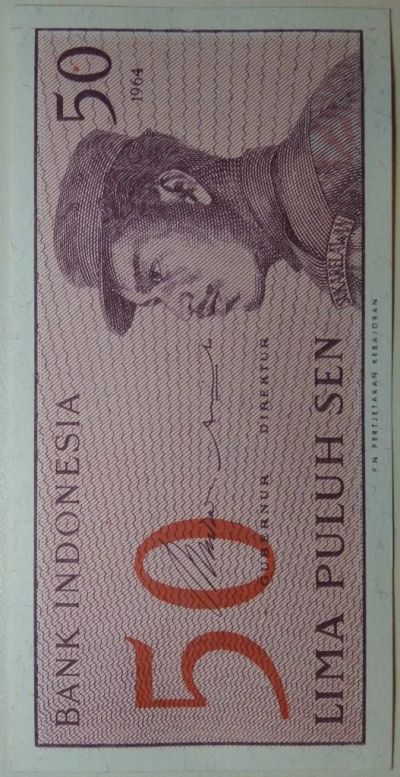 BANK INDONESIA
50
1964
50
GUBERNUR DIREKTUR
LIMA PULUH SEN
SUKARELAWAN
P.N. PERTJETAKAN KEBAJORAN